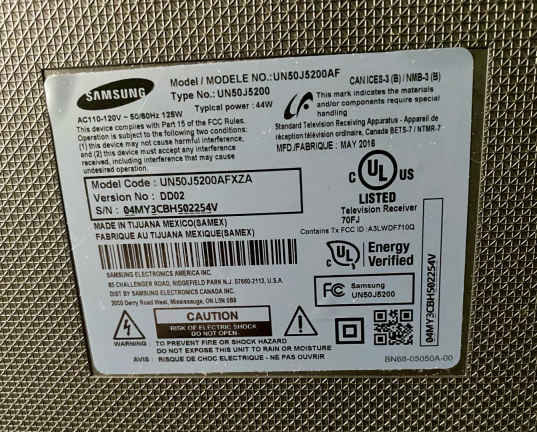 SAMSUNG
Model / MODELE NO.:UN50J5200AF
Type No.:UN50J5200
Typical power : 44W
AC110-120V ~ 50/60Hz 125W
This device complies with Part 15 of the FCC Rules.
Operation is subject to the following two conditions:
(1) this device may not cause harmful interference,
and (2) this device must accept any interference
received, including interference that may cause
undesired operation.
CAN ICES-3 (B) / NMB-3 (B)
This mark indicates the materials
and/or components require special
handling
Standard Television Receiving Apparatus - Appareil de
réception télévision ordinaire, Canada BETS-7 / NTMR-7
MFD/FABRIQUE : MAY 2016
Model Code : UN50J5200AFXZA
Version No : DD02
S/N : 04MY3CBH502254V
MADE IN TIJUANA MEXICO(SAMEX)
FABRIQUE AU TIJUANA MEXIQUE(SAMEX)
c UL US
LISTED
Television Receiver
70FJ
Contains Tx FCC ID : A3LWDF710Q
UL Energy
Verified
SAMSUNG ELECTRONICS AMERICA INC.
85 CHALLENGER ROAD, RIDGEFIELD PARK N.J. 07660-2112, U.S.A.
DIST BY SAMSUNG ELECTRONICS CANADA INC.
2050 Derry Road West, Mississauga, ON L5N 0B9
FC Samsung
UN50J5200
04MY3CBH502254V
CAUTION
RISK OF ELECTRIC SHOCK
DO NOT OPEN
WARNING : TO PREVENT FIRE OR SHOCK HAZARD
DO NOT EXPOSE THIS UNIT TO RAIN OR MOISTURE
AVIS : RISQUE DE CHOC ELECTRIQUE - NE PAS OUVRIR
BN68-05050A-00